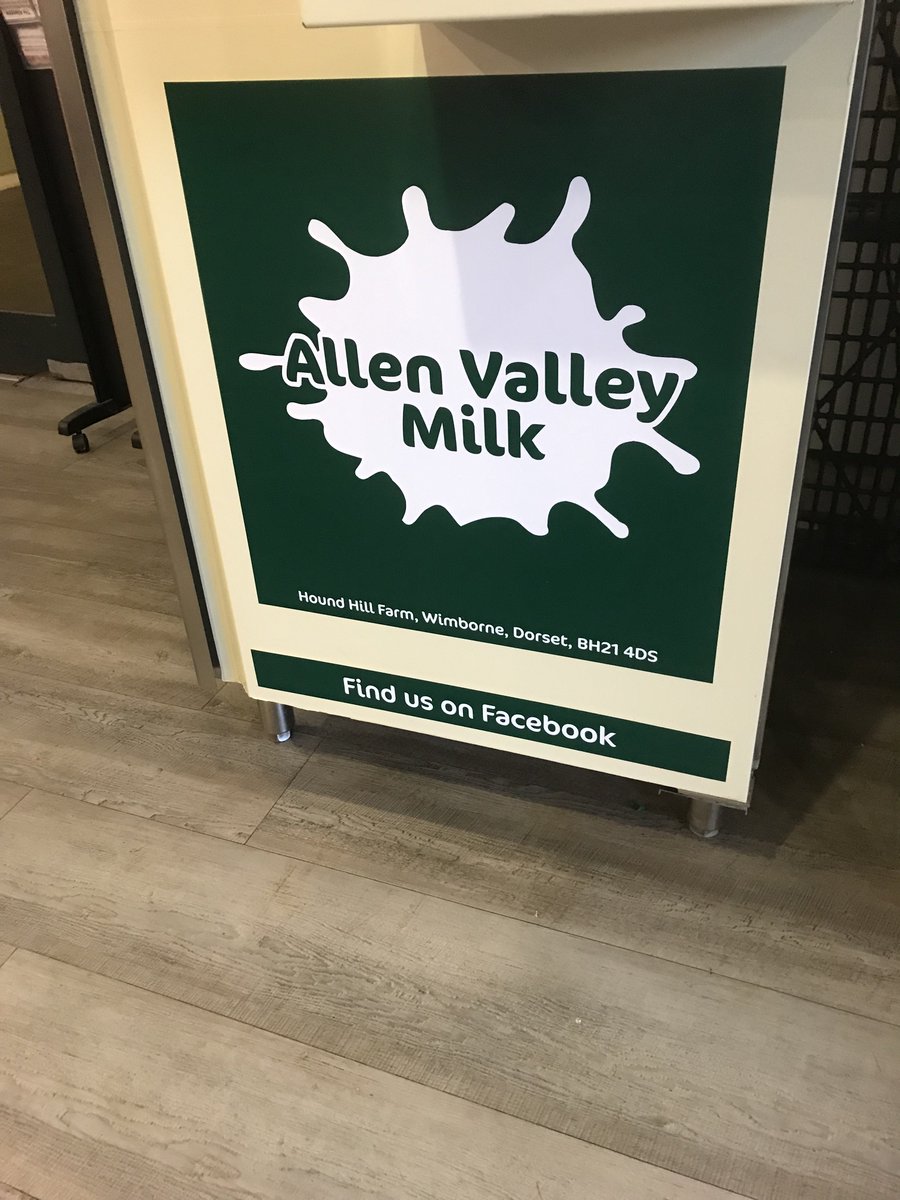 Allen Valley
Milk
Hound Hill Farm, Wimborne, Dorset, BH21 4DS
Find us on Facebook